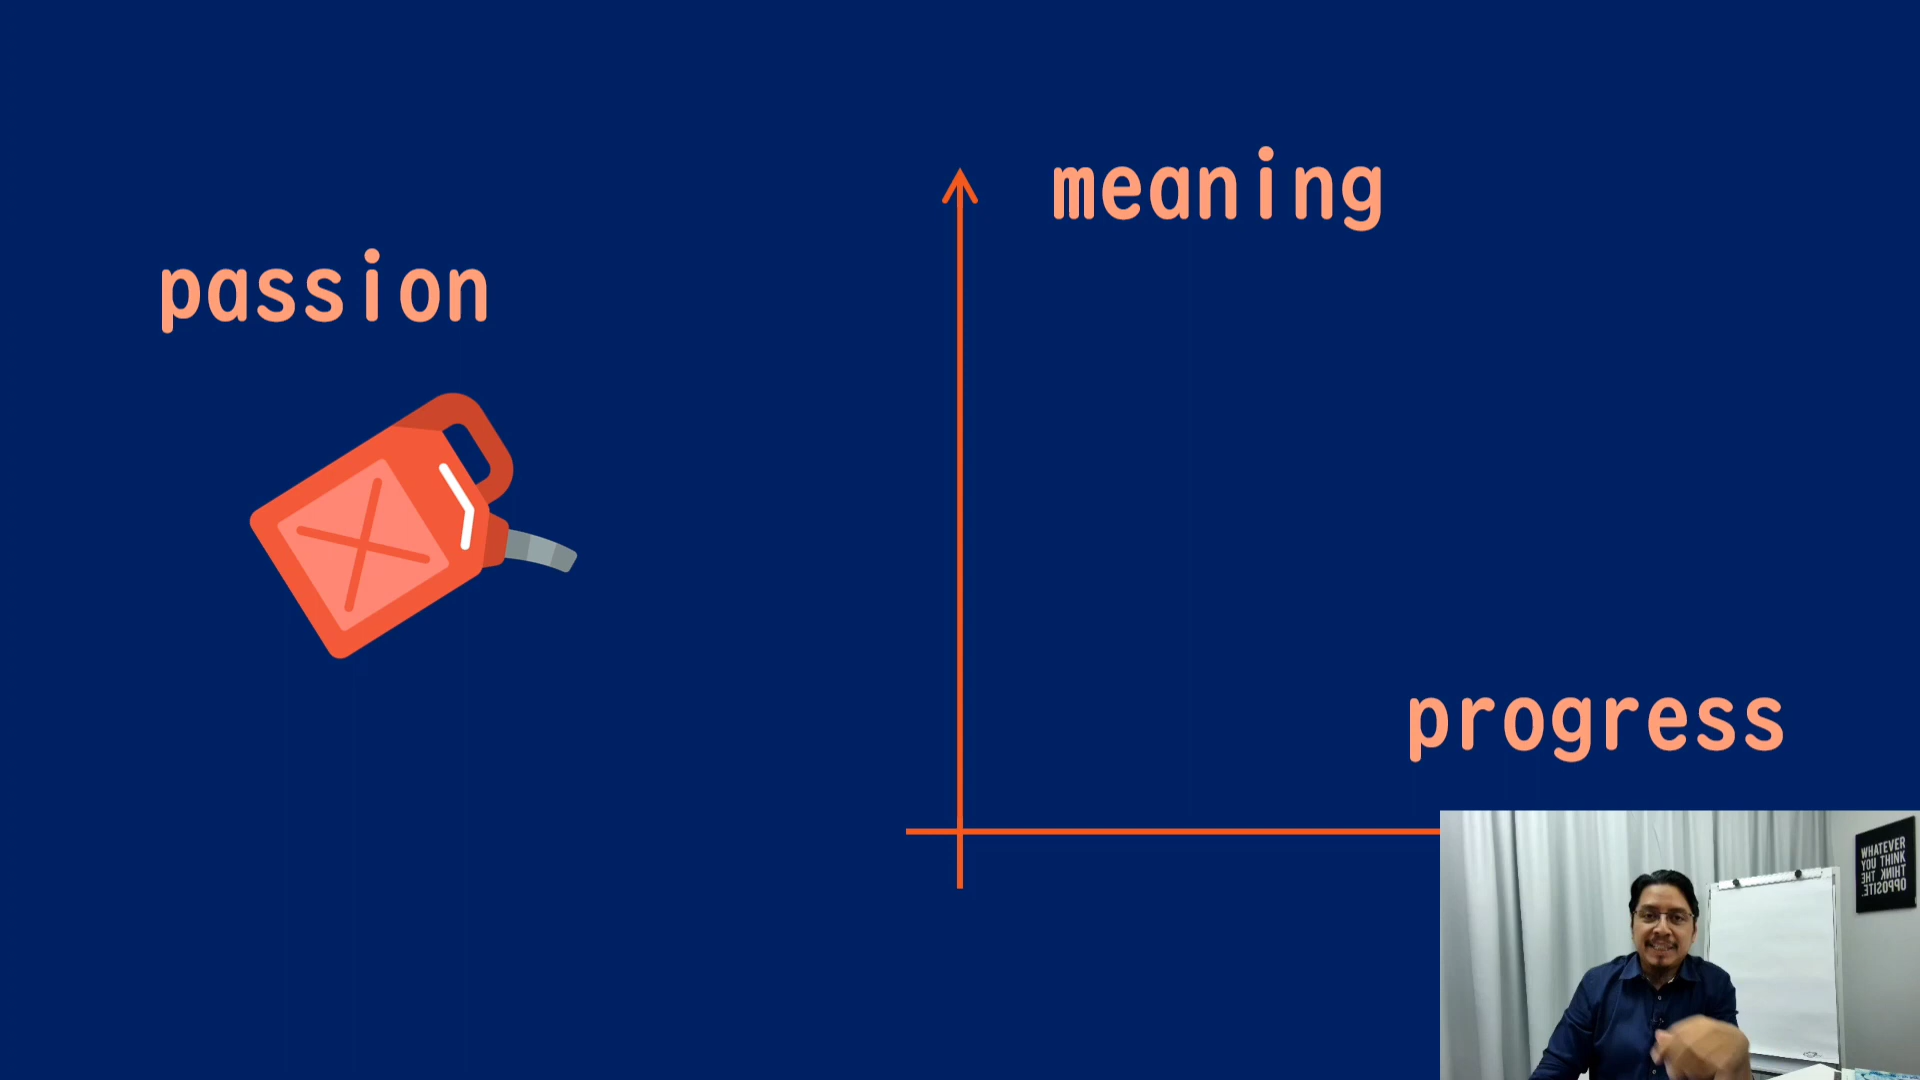 meaning
passion
progress
WHATEVER
YOU THINK
THINK THE
OPPOSITE.